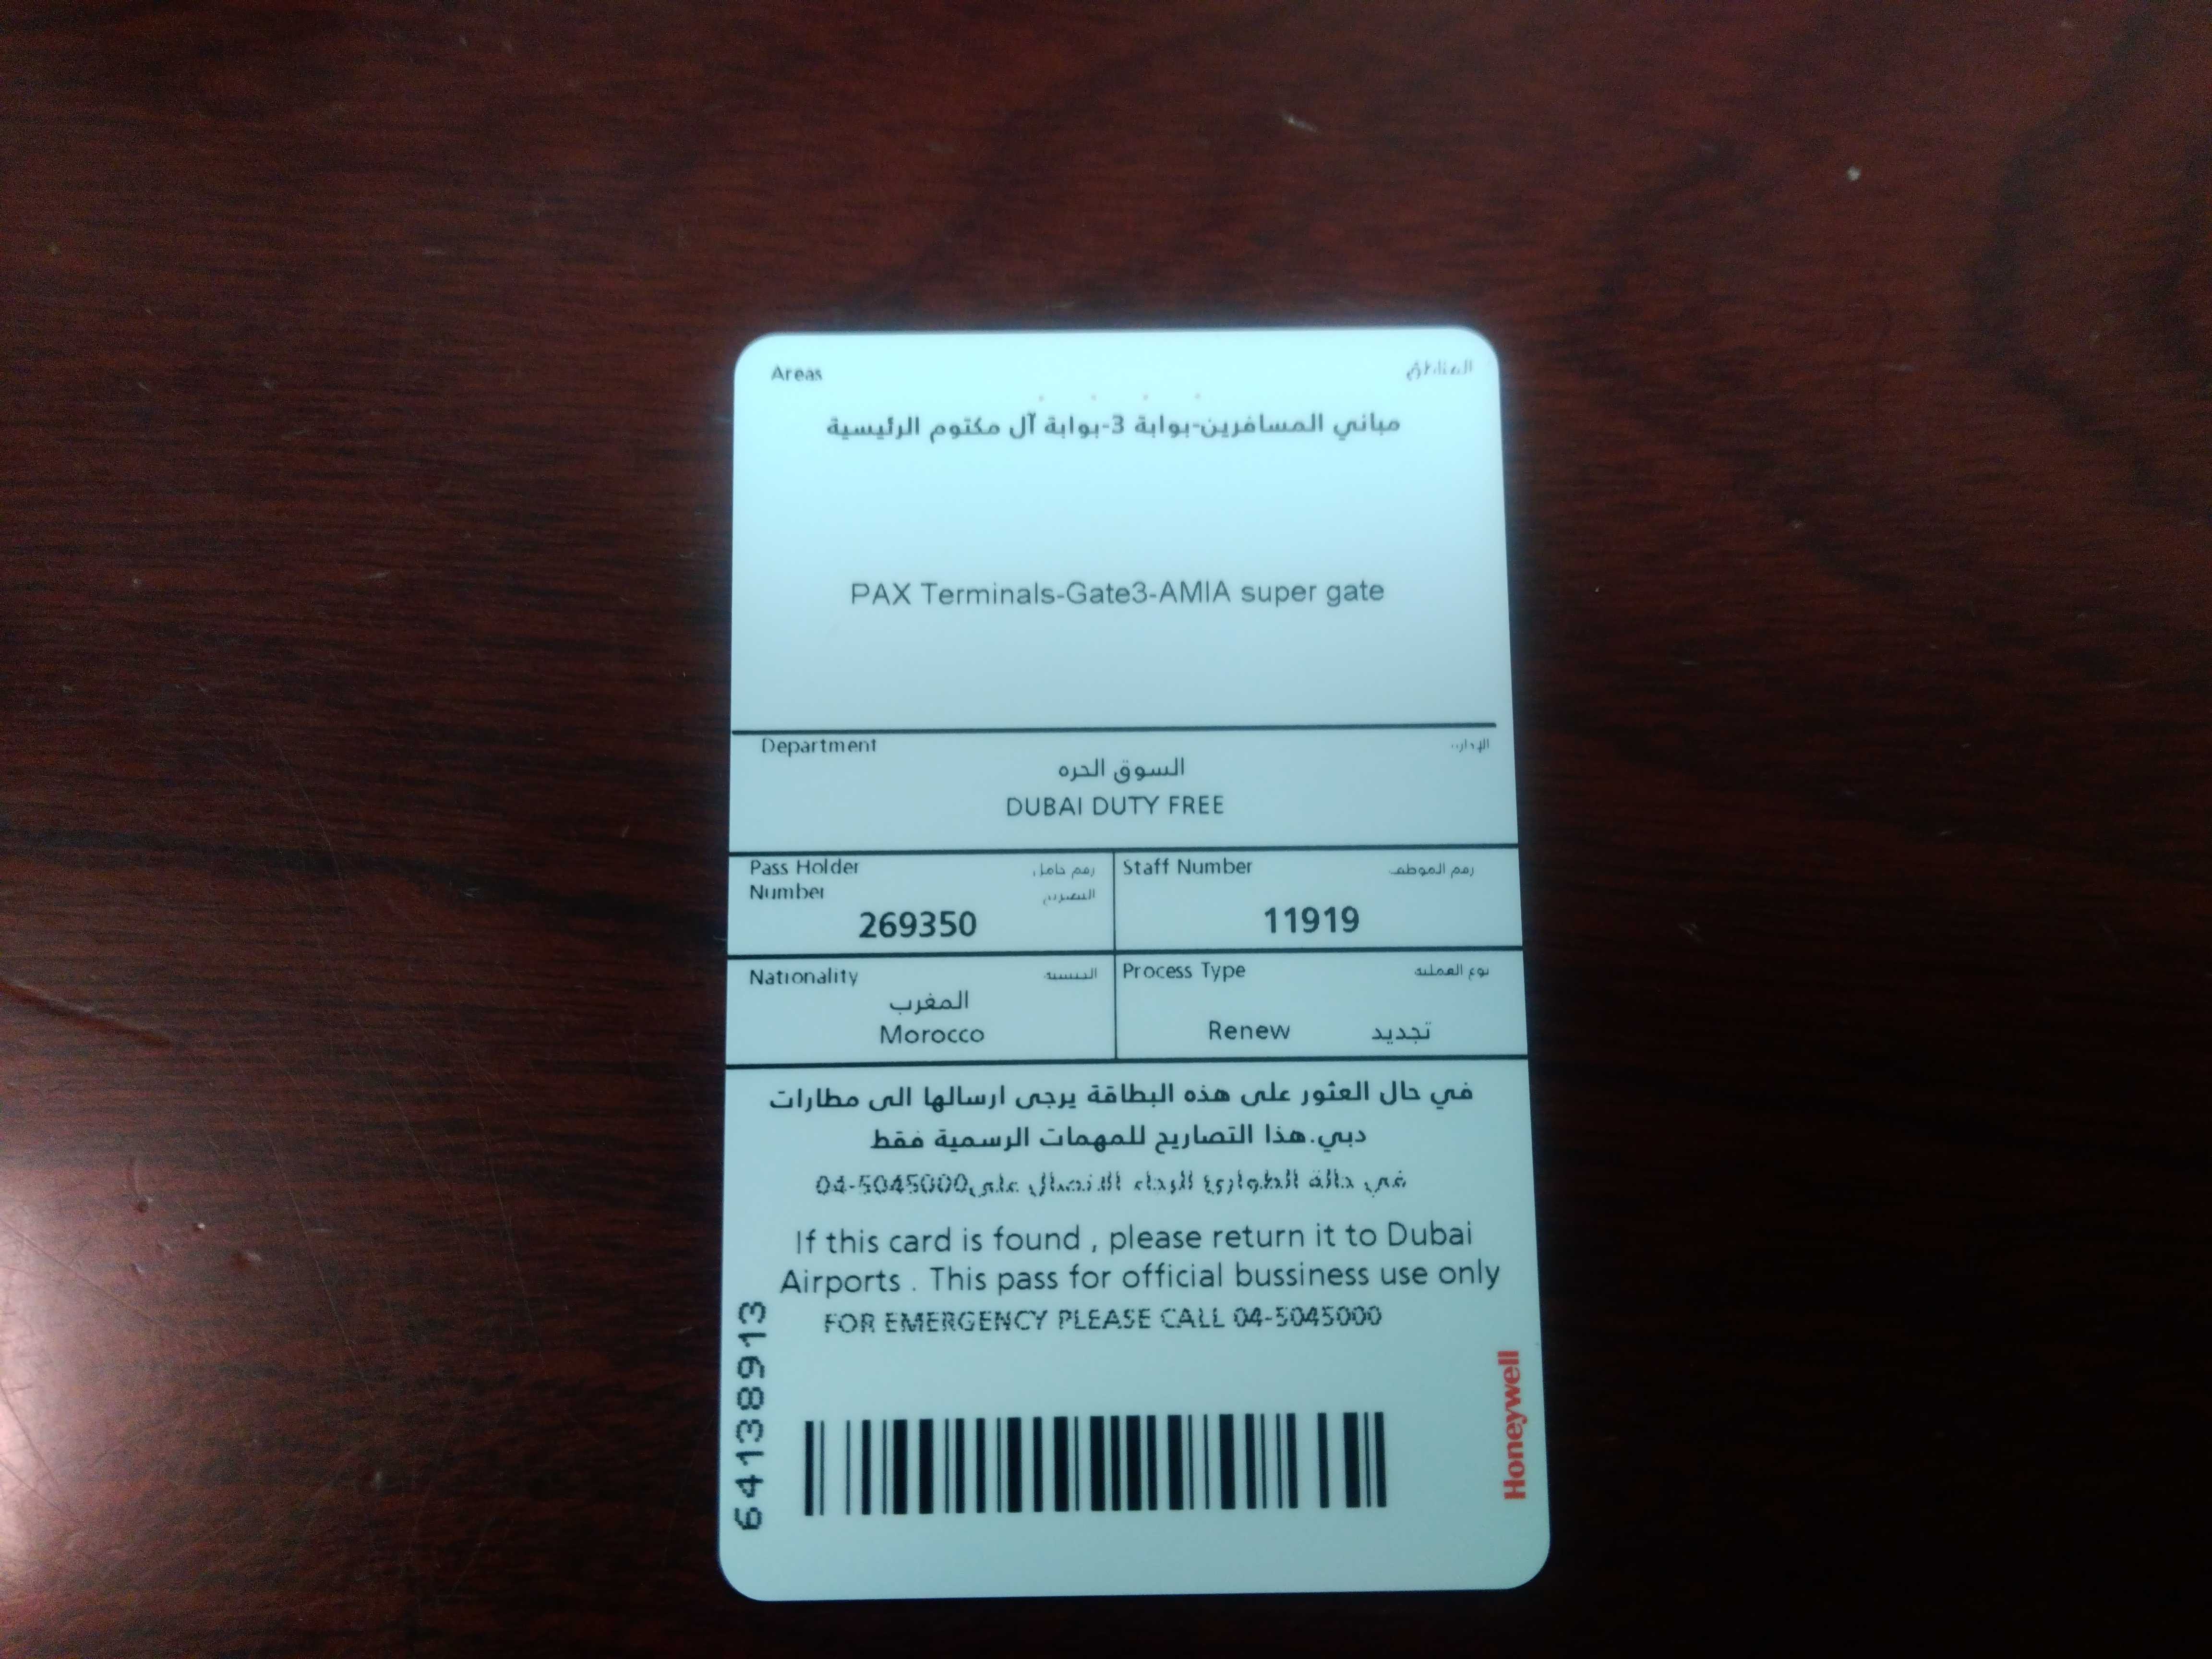 Areas المناطق
مباني المسافرين-بوابة 3-بوابة آل مكتوم الرئيسية
PAX Terminals-Gate3-AMIA super gate
Department الإدارة
السوق الحره
DUBAI DUTY FREE
Pass Holder Number رقم حامل التصريح
269350
Staff Number رقم الموظف
11919
Nationality الجنسية
المغرب
Morocco
Process Type نوع العملية
Renew تجديد
في حال العثور على هذه البطاقة يرجى ارسالها الى مطارات
دبي.هذا التصاريح للمهمات الرسمية فقط
في حالة الطوارئ الرجاء الاتصال على04-5045000
If this card is found , please return it to Dubai
Airports . This pass for official bussiness use only
FOR EMERGENCY PLEASE CALL 04-5045000
64138913
Honeywell